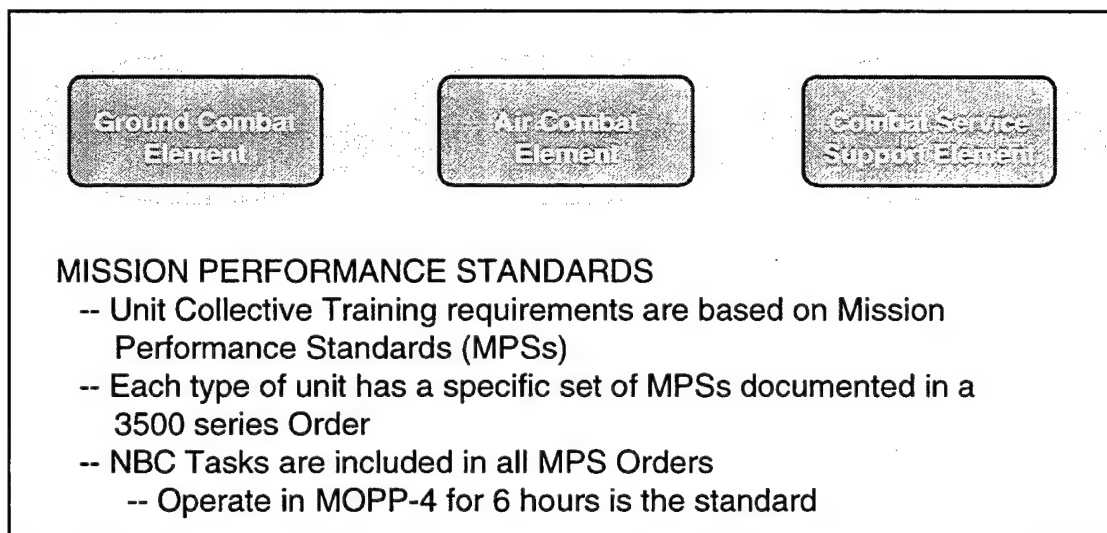 Ground Combat
Element
Air Combat
Element
Combat Service
Support Element
MISSION PERFORMANCE STANDARDS
-- Unit Collective Training requirements are based on Mission
Performance Standards (MPSs)
-- Each type of unit has a specific set of MPSs documented in a
3500 series Order
-- NBC Tasks are included in all MPS Orders
-- Operate in MOPP-4 for 6 hours is the standard